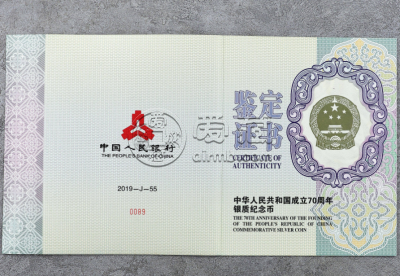 中国人民银行
THE PEOPLE'S BANK OF CHINA
2019-J-55
0089
鉴定
证书
CERTIFICATE OF
AUTHENTICITY
中华人民共和国成立70周年
银质纪念币
THE 70TH ANNIVERSARY OF THE FOUNDING
OF THE PEOPLE'S REPUBLIC OF CHINA
COMMEMORATIVE SILVER COIN